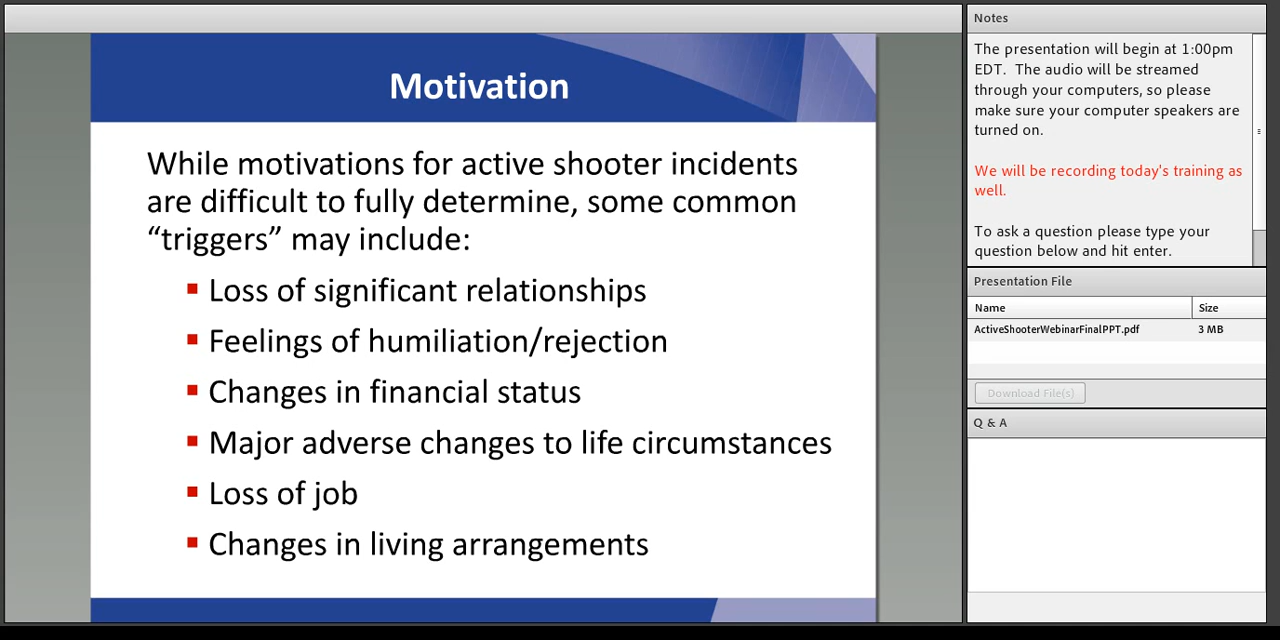 Motivation
While motivations for active shooter incidents
are difficult to fully determine, some common
“triggers” may include:
Loss of significant relationships
Feelings of humiliation/rejection
Changes in financial status
Major adverse changes to life circumstances
Loss of job
Changes in living arrangements
Notes
The presentation will begin at 1:00pm
EDT.  The audio will be streamed
through your computers, so please
make sure your computer speakers are
turned on.
We will be recording today's training as
well.
To ask a question please type your
question below and hit enter.
Presentation File
Name Size
ActiveShooterWebinarFinalPPT.pdf 3 MB
Download File(s)
Q & A